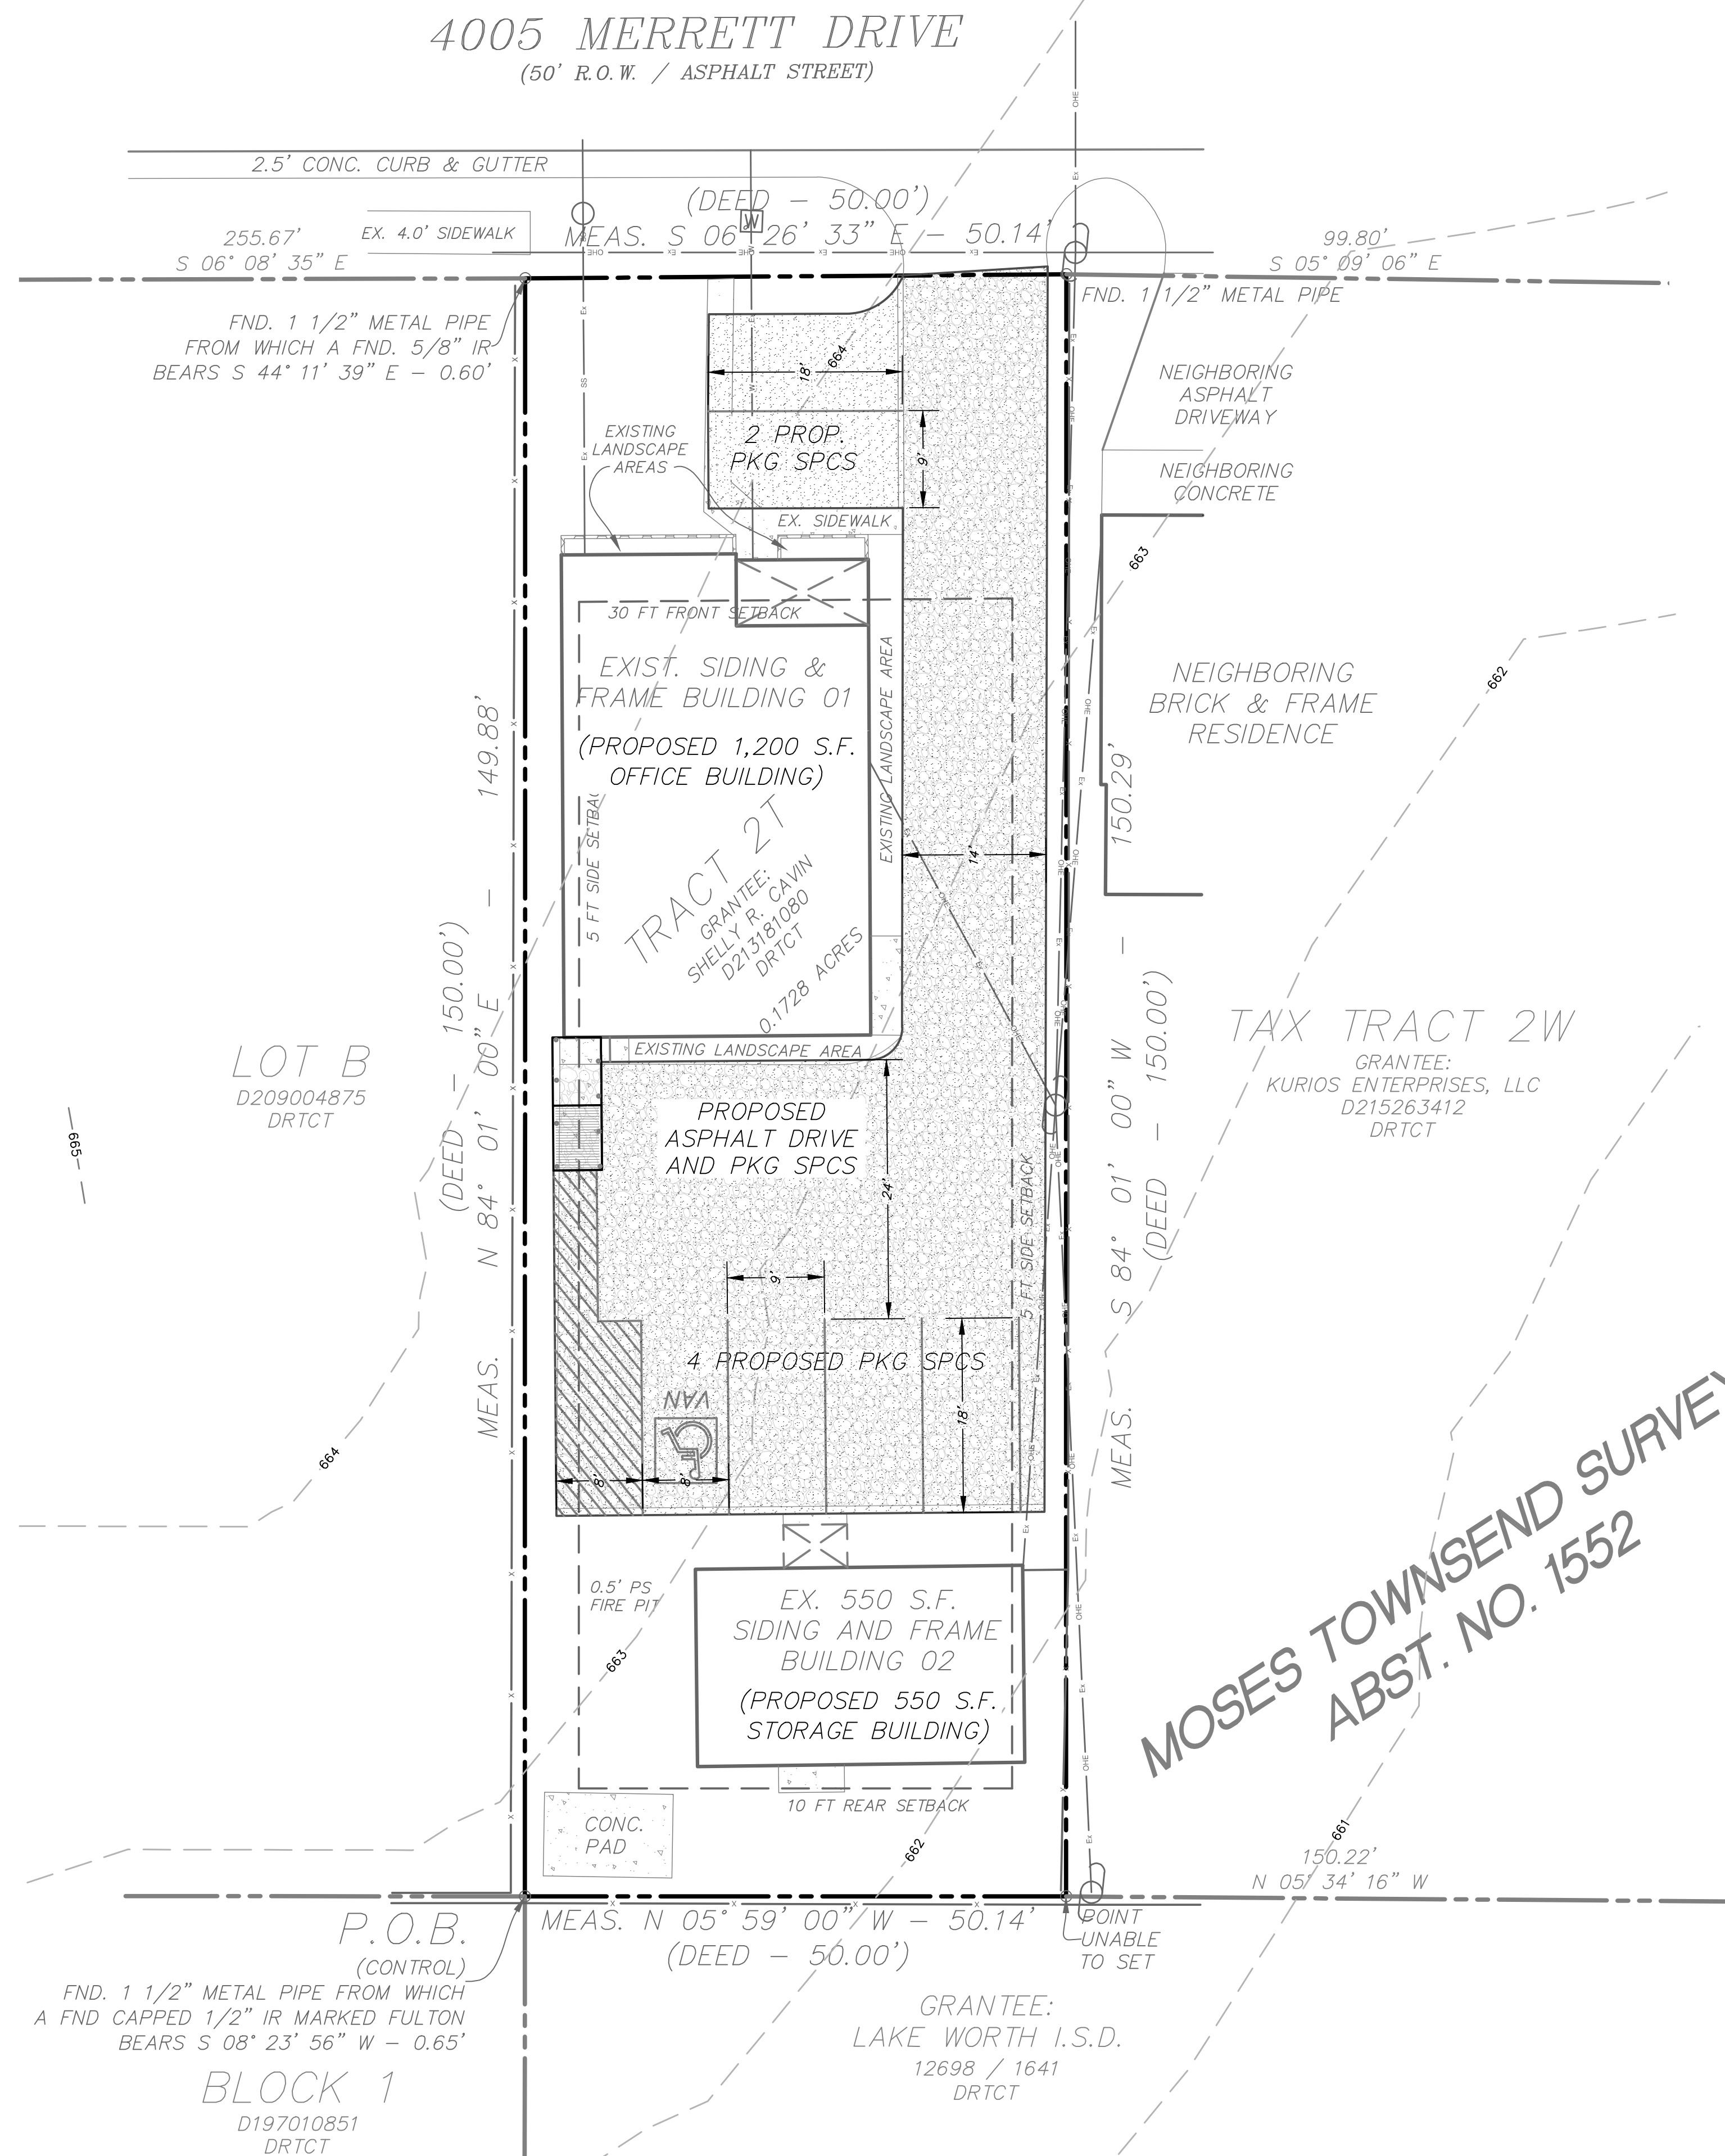 4005 MERRETT DRIVE
(50' R.O.W. / ASPHALT STREET)
2.5' CONC. CURB & GUTTER
(DEED - 50.00')
MEAS. S 06° 26' 33" E - 50.14'
W
EX. 4.0' SIDEWALK
255.67'
S 06° 08' 35" E
99.80'
S 05° 09' 06" E
FND. 1 1/2" METAL PIPE
FROM WHICH A FND. 5/8" IR
BEARS S 44° 11' 39" E - 0.60'
FND. 1 1/2" METAL PIPE
NEIGHBORING
ASPHALT
DRIVEWAY
NEIGHBORING
CONCRETE
664
18'
9'
2 PROP.
PKG SPCS
EXISTING
LANDSCAPE
AREAS
EX. SIDEWALK
663
30 FT FRONT SETBACK
EXIST. SIDING &
FRAME BUILDING 01
(PROPOSED 1,200 S.F.
OFFICE BUILDING)
EXISTING LANDSCAPE AREA
5 FT SIDE SETBAC
TRACT 2T
GRANTEE:
SHELLY R. CAVIN
D213181080
DRTCT
0.1728 ACRES
14'
NEIGHBORING
BRICK & FRAME
RESIDENCE
662
MEAS. N 84° 01' 00" E - 149.88'
(DEED - 150.00')
MEAS. S 84° 01' 00" W - 150.29'
(DEED - 150.00')
LOT B
D209004875
DRTCT
665
664
TAX TRACT 2W
GRANTEE:
KURIOS ENTERPRISES, LLC
D215263412
DRTCT
EXISTING LANDSCAPE AREA
PROPOSED
ASPHALT DRIVE
AND PKG SPCS
24'
5 FT SIDE SETBACK
9'
4 PROPOSED PKG SPCS
18'
VAN
8'
8'
MOSES TOWNSEND SURVEY
ABST. NO. 1552
0.5' PS
FIRE PIT
663
EX. 550 S.F.
SIDING AND FRAME
BUILDING 02
(PROPOSED 550 S.F.
STORAGE BUILDING)
10 FT REAR SETBACK
CONC.
PAD
662
661
150.22'
N 05° 34' 16" W
P.O.B.
(CONTROL)
FND. 1 1/2" METAL PIPE FROM WHICH
A FND CAPPED 1/2" IR MARKED FULTON
BEARS S 08° 23' 56" W - 0.65'
MEAS. N 05° 59' 00" W - 50.14'
(DEED - 50.00')
POINT
UNABLE
TO SET
GRANTEE:
LAKE WORTH I.S.D.
12698 / 1641
DRTCT
BLOCK 1
D197010851
DRTCT